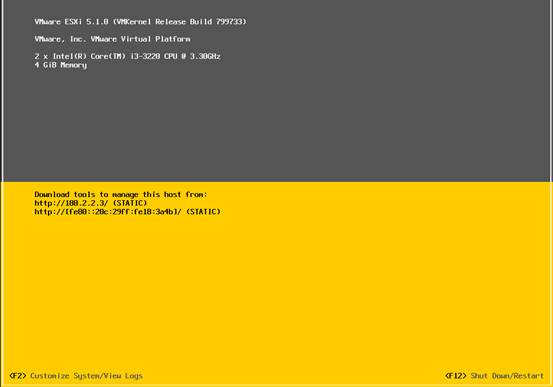 VMware ESXi 5.1.0 (VMKernel Release Build 799733)
VMware, Inc. VMware Virtual Platform
2 x Intel(R) Core(TM) i3-3220 CPU @ 3.30GHz
4 GiB Memory
Download tools to manage this host from:
http://180.2.2.3/ (STATIC)
http://[fe80::20c:29ff:fe18:3a4b]/ (STATIC)
<F2> Customize System/View Logs
<F12> Shut Down/Restart